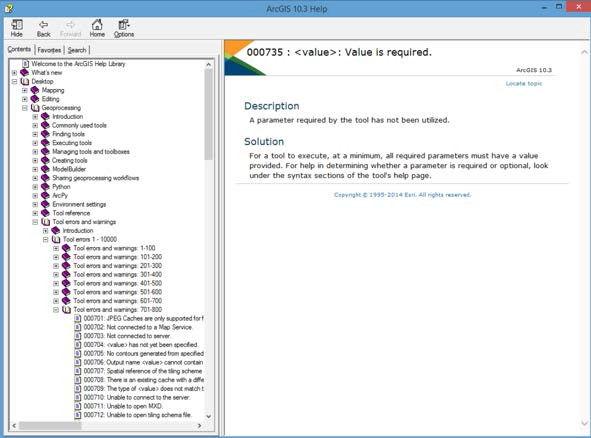 ArcGIS 10.3 Help
Hide Back Forward Home Options
Contents Favorites Search
Welcome to the ArcGIS Help Library
What's new
Desktop
Mapping
Editing
Geoprocessing
Introduction
Commonly used tools
Finding tools
Executing tools
Managing tools and toolboxes
Creating tools
ModelBuilder
Sharing geoprocessing workflows
Python
ArcPy
Environment settings
Tool reference
Tool errors and warnings
Introduction
Tool errors 1 - 10000
Tool errors and warnings: 1-100
Tool errors and warnings: 101-200
Tool errors and warnings: 201-300
Tool errors and warnings: 301-400
Tool errors and warnings: 401-500
Tool errors and warnings: 501-600
Tool errors and warnings: 601-700
Tool errors and warnings: 701-800
000701: JPEG Caches are only supported for f
000702: Not connected to a Map Service.
000703: Not connected to server.
000704: <value> has not yet been specified.
000705: No contours generated from specified
000706: Output name <value> cannot contain
000707: Spatial reference of the tiling scheme
000708: There is an existing cache with a diffe
000709: The type of <value> does not match t
000710: Unable to connect to the server.
000711: Unable to open MXD.
000712: Unable to open tiling schema file.
000735 : <value>: Value is required.
ArcGIS 10.3
Locate topic
Description
A parameter required by the tool has not been utilized.
Solution
For a tool to execute, at a minimum, all required parameters must have a value
provided. For help in determining whether a parameter is required or optional, look
under the syntax sections of the tool's help page.
Copyright © 1995-2014 Esri. All rights reserved.